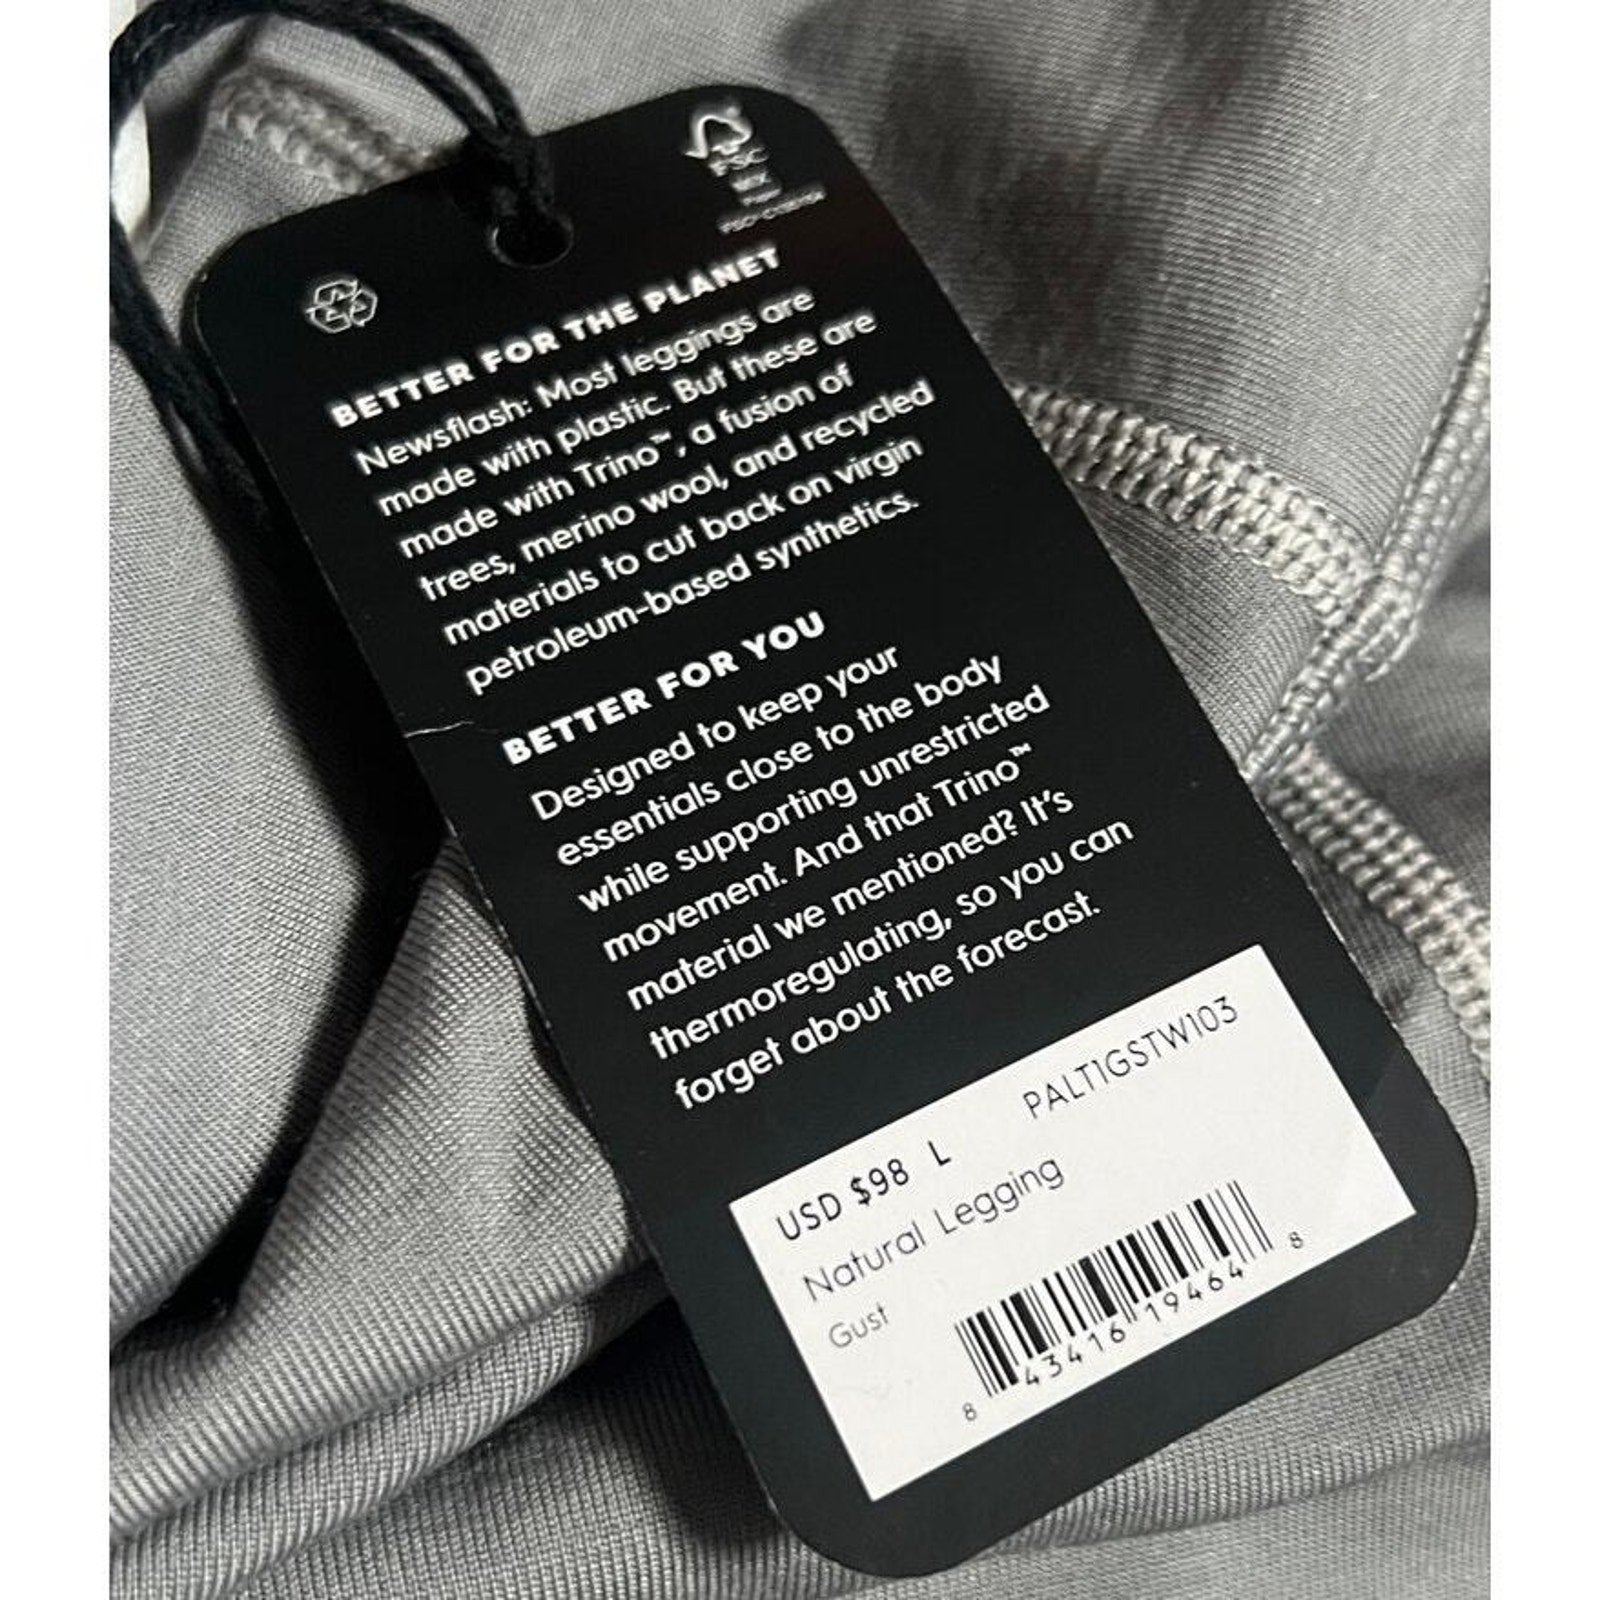 FSC
MIX
BETTER FOR THE PLANET
Newsflash: Most leggings are
made with plastic. But these are
made with Trino™, a fusion of
trees, merino wool, and recycled
materials to cut back on virgin
petroleum-based synthetics.
BETTER FOR YOU
Designed to keep your
essentials close to the body
while supporting unrestricted
movement. And that Trino™
material we mentioned? It's
thermoregulating, so you can
forget about the forecast.
USD $98 L PALT1GSTW103
Natural Legging
Gust
8 43416 19464 8